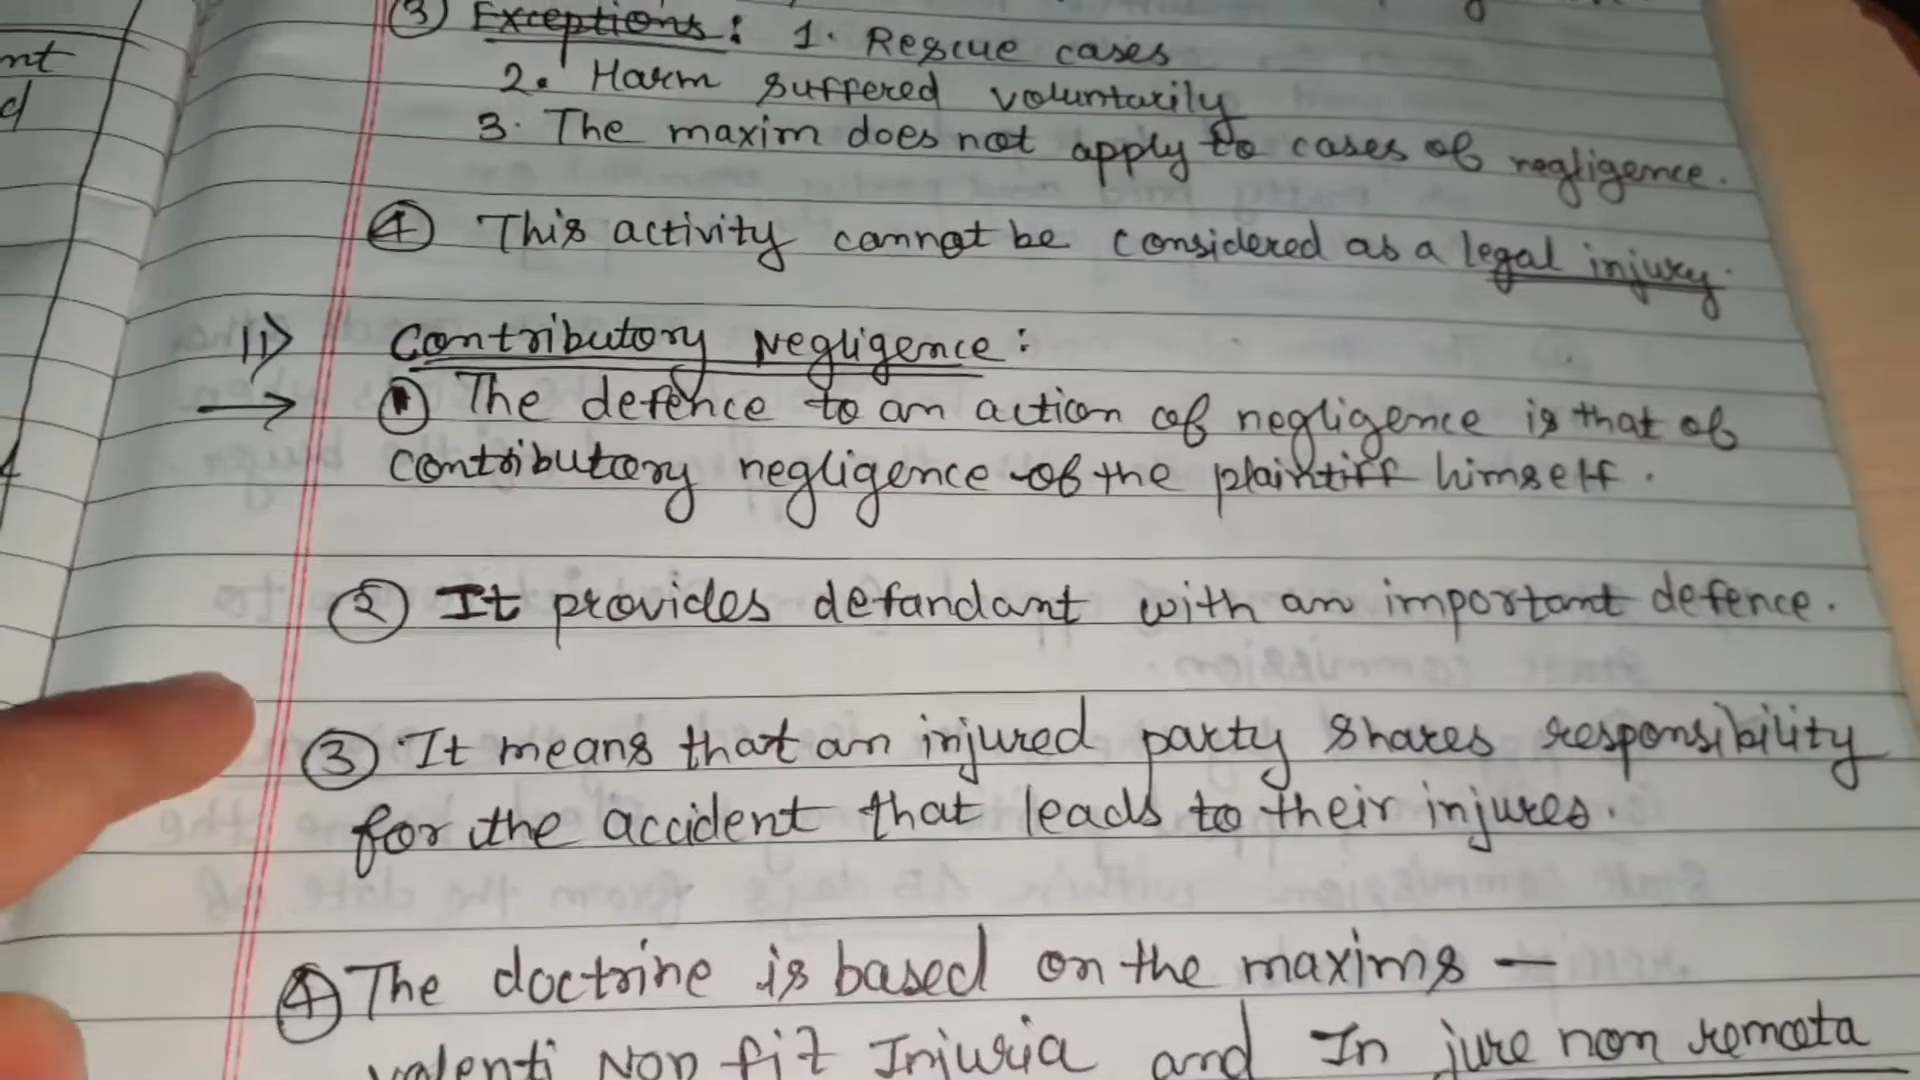 nt
d
③ Exceptions: 1. Rescue cases
2. Harm suffered voluntarily
3. The maxim does not apply to cases of negligence.
④ This activity cannot be considered as a legal injury.
11) Contributory Negligence:
→ ① The defence to an action of negligence is that of
contributory negligence of the plaintiff himself.
② It provides defandant with an important defence.
③ It means that an injured party shares responsibility
for the accident that leads to their injures.
④ The doctrine is based on the maxims —
valenti Non fit Injuria and In jure non remota